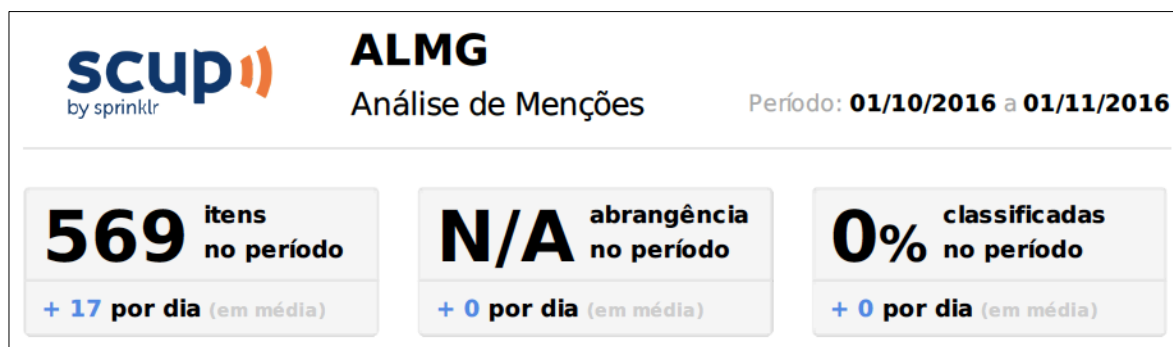 scup
by sprinklr
ALMG
Análise de Menções
Período: 01/10/2016 a 01/11/2016
569 itens no período
+ 17 por dia (em média)
N/A abrangência no período
+ 0 por dia (em média)
0% classificadas no período
+ 0 por dia (em média)